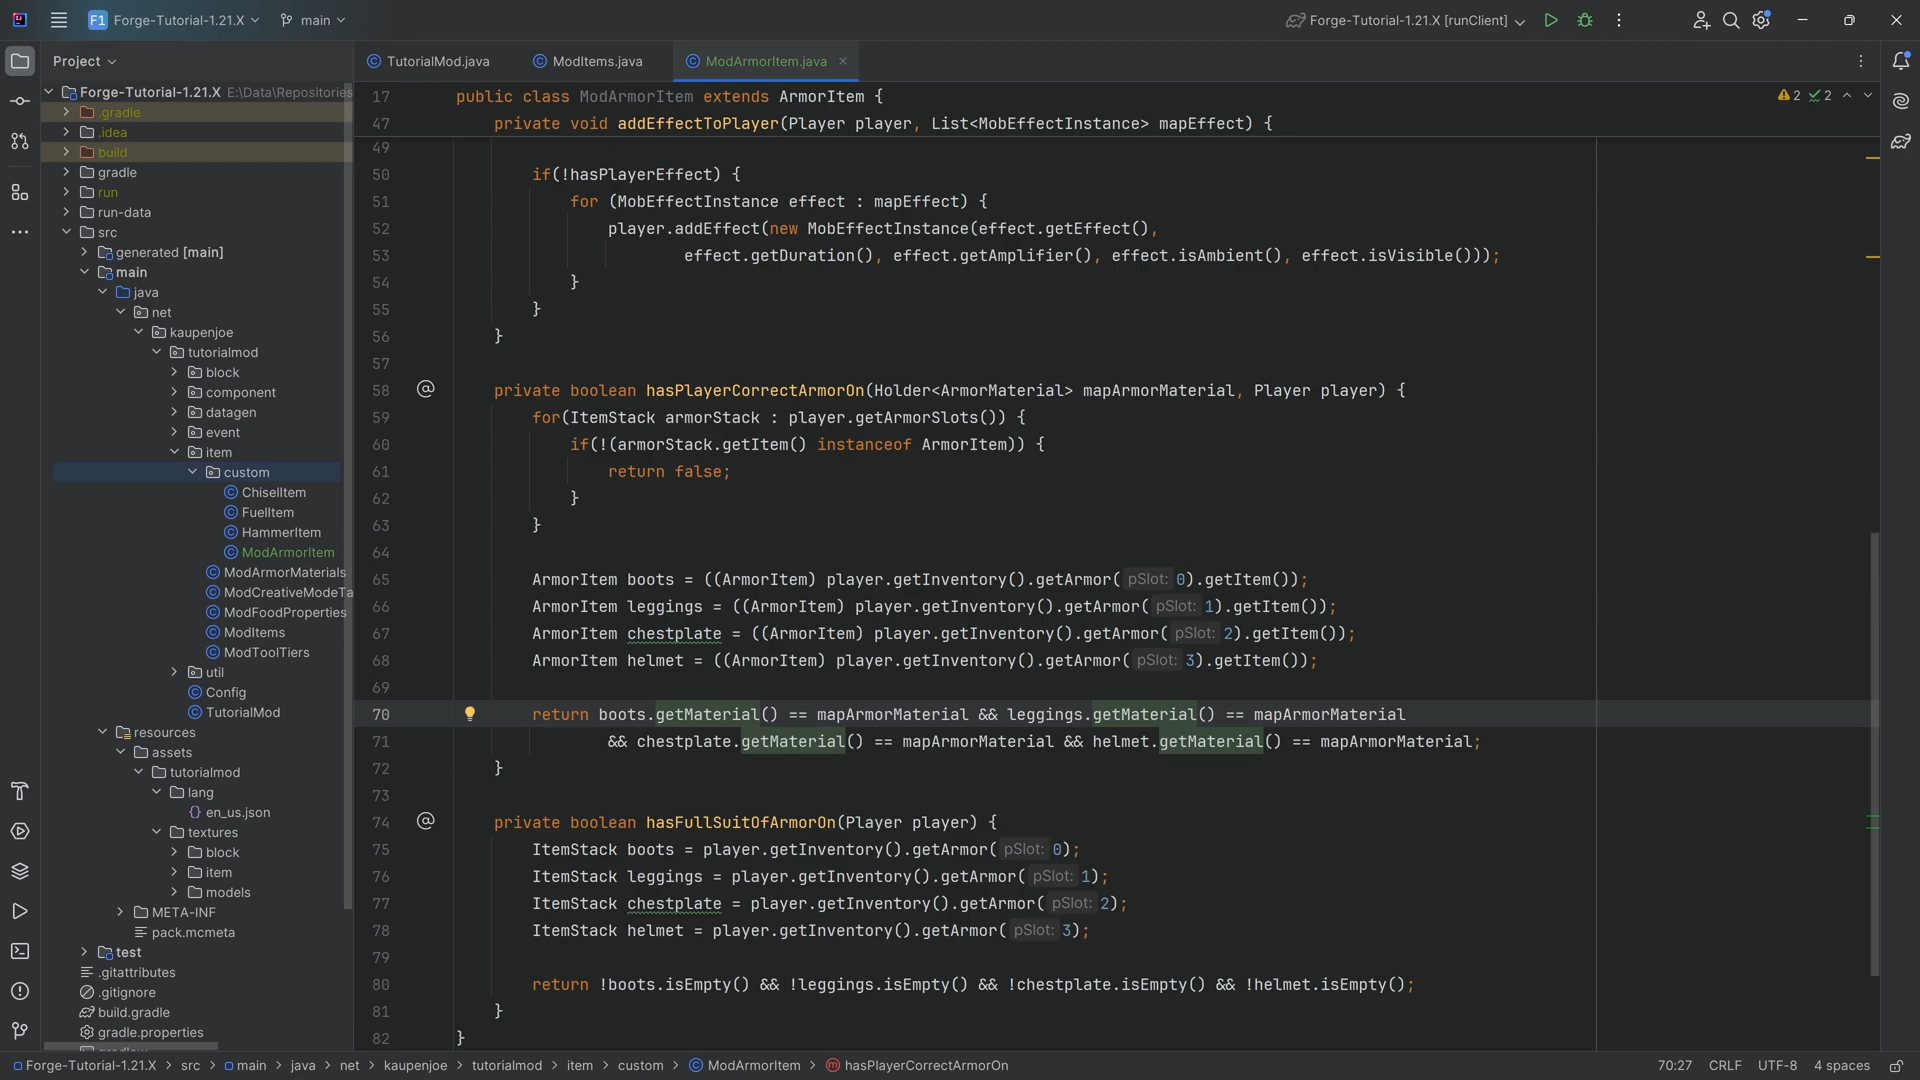 F1 Forge-Tutorial-1.21.X main Forge-Tutorial-1.21.X [runClient]
Project
TutorialMod.java ModItems.java ModArmorItem.java
Forge-Tutorial-1.21.X E:\Data\Repositories
.gradle
.idea
build
gradle
run
run-data
src
generated [main]
main
java
net
kaupenjoe
tutorialmod
block
component
datagen
event
item
custom
ChiselItem
FuelItem
HammerItem
ModArmorItem
ModArmorMaterials
ModCreativeModeTa
ModFoodProperties
ModItems
ModToolTiers
util
Config
TutorialMod
resources
assets
tutorialmod
lang
en_us.json
textures
block
item
models
META-INF
pack.mcmeta
test
.gitattributes
.gitignore
build.gradle
gradle.properties
17 public class ModArmorItem extends ArmorItem { 2 2
47 private void addEffectToPlayer(Player player, List<MobEffectInstance> mapEffect) {
49
50 if(!hasPlayerEffect) {
51 for (MobEffectInstance effect : mapEffect) {
52 player.addEffect(new MobEffectInstance(effect.getEffect(),
53 effect.getDuration(), effect.getAmplifier(), effect.isAmbient(), effect.isVisible()));
54 }
55 }
56 }
57
58 @ private boolean hasPlayerCorrectArmorOn(Holder<ArmorMaterial> mapArmorMaterial, Player player) {
59 for(ItemStack armorStack : player.getArmorSlots()) {
60 if(!(armorStack.getItem() instanceof ArmorItem)) {
61 return false;
62 }
63 }
64
65 ArmorItem boots = ((ArmorItem) player.getInventory().getArmor( pSlot: 0).getItem());
66 ArmorItem leggings = ((ArmorItem) player.getInventory().getArmor( pSlot: 1).getItem());
67 ArmorItem chestplate = ((ArmorItem) player.getInventory().getArmor( pSlot: 2).getItem());
68 ArmorItem helmet = ((ArmorItem) player.getInventory().getArmor( pSlot: 3).getItem());
69
70 return boots.getMaterial() == mapArmorMaterial && leggings.getMaterial() == mapArmorMaterial
71 && chestplate.getMaterial() == mapArmorMaterial && helmet.getMaterial() == mapArmorMaterial;
72 }
73
74 @ private boolean hasFullSuitOfArmorOn(Player player) {
75 ItemStack boots = player.getInventory().getArmor( pSlot: 0);
76 ItemStack leggings = player.getInventory().getArmor( pSlot: 1);
77 ItemStack chestplate = player.getInventory().getArmor( pSlot: 2);
78 ItemStack helmet = player.getInventory().getArmor( pSlot: 3);
79
80 return !boots.isEmpty() && !leggings.isEmpty() && !chestplate.isEmpty() && !helmet.isEmpty();
81 }
82 }
Forge-Tutorial-1.21.X > src > main > java > net > kaupenjoe > tutorialmod > item > custom > ModArmorItem > hasPlayerCorrectArmorOn 70:27 CRLF UTF-8 4 spaces